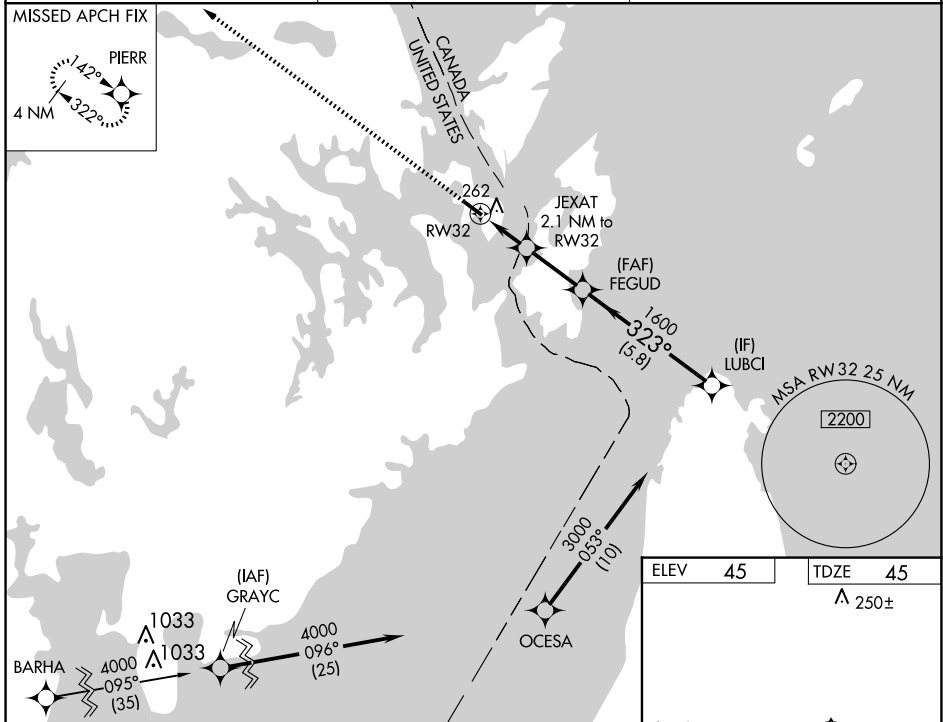 MISSED APCH FIX
PIERR
142°
4 NM
322°
CANADA
UNITED STATES
262
RW32
JEXAT
2.1 NM to
RW32
(FAF)
FEGUD
1600
323°
(5.8)
(IF)
LUBCI
MSA RW32 25 NM
2200
3000
053°
(10)
OCESA
(IAF)
GRAYC
1033
1033
4000
096°
(25)
BARHA
4000
095°
(35)
ELEV 45
TDZE 45
250±